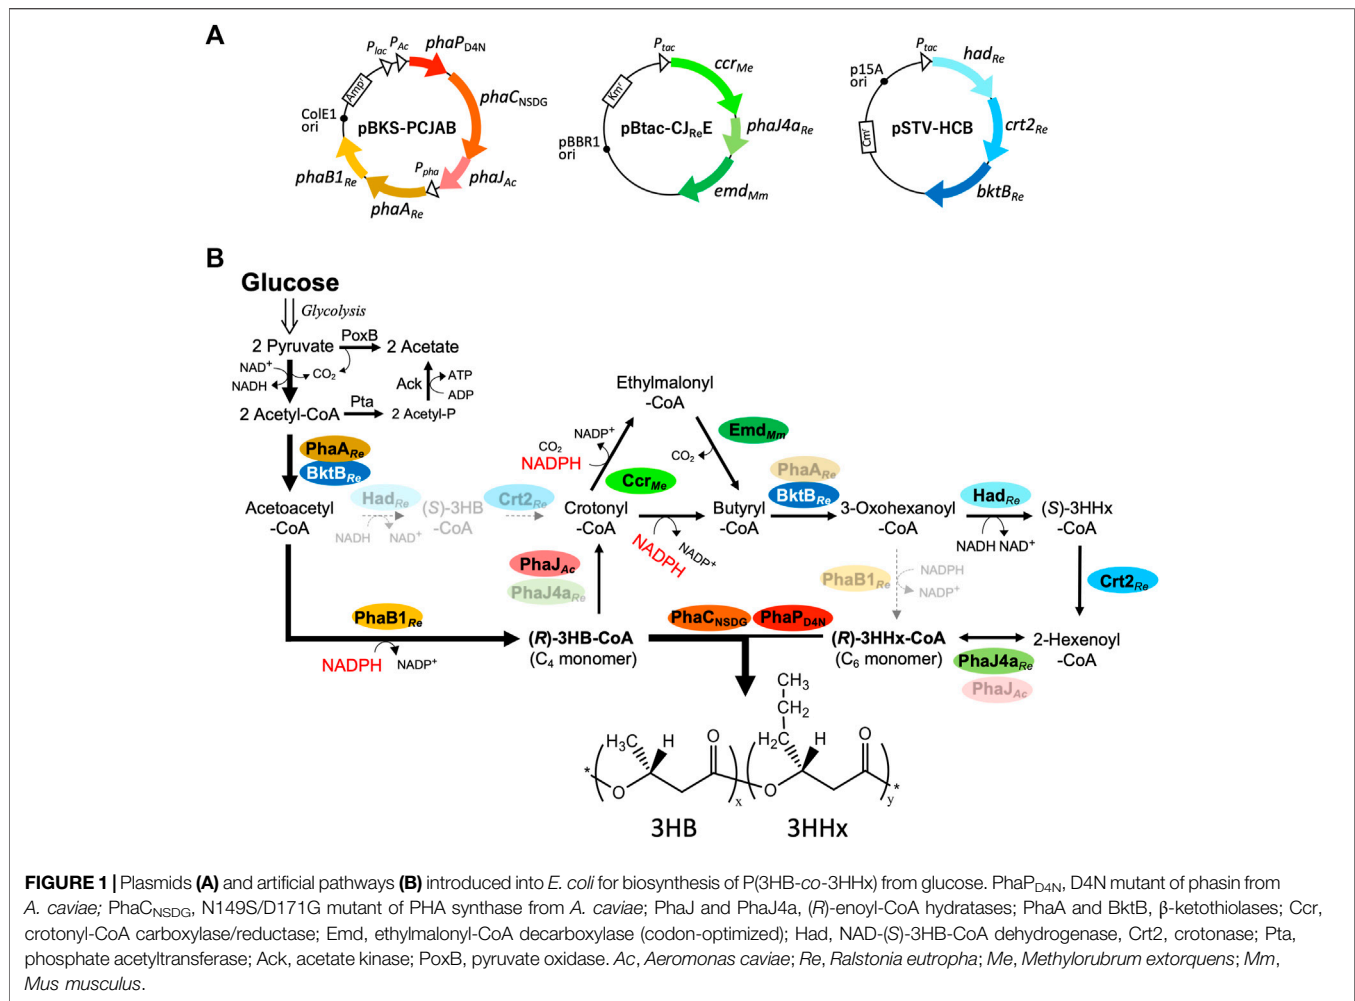 A
P_lac P_Ac phaP_D4N
phaC_NSDG
phaJ_Ac
P_pha
phaA_Re
phaB1_Re
ColE1
ori
Amp^r
pBKS-PCJAB
P_tac
ccr_Me
phaJ4a_Re
emd_Mm
pBBR1
ori
Km^r
pBtac-CJ_ReE
P_tac
had_Re
crt2_Re
bktB_Re
p15A
ori
Cm^r
pSTV-HCB
B
Glucose
Glycolysis
2 Pyruvate
PoxB
2 Acetate
NAD+
NADH
CO2
Ack
ATP
ADP
2 Acetyl-CoA
Pta
2 Acetyl-P
PhaA_Re
BktB_Re
Acetoacetyl
-CoA
Had_Re
NADH NAD+
(S)-3HB
-CoA
Crt2_Re
Crotonyl
-CoA
CO2
NADPH
NADP+
Ccr_Me
Ethylmalonyl
-CoA
Emd_Mm
CO2
NADPH
NADP+
Butyryl
-CoA
PhaA_Re
BktB_Re
3-Oxohexanoyl
-CoA
Had_Re
NADH NAD+
(S)-3HHx
-CoA
Crt2_Re
PhaJ_Ac
PhaJ4a_Re
PhaB1_Re
NADPH
NADP+
PhaB1_Re
NADPH
NADP+
(R)-3HB-CoA
(C4 monomer)
PhaC_NSDG
PhaP_D4N
(R)-3HHx-CoA
(C6 monomer)
2-Hexenoyl
-CoA
PhaJ4a_Re
PhaJ_Ac
CH3
CH2
H3C
H
O
H2C
H
O
*
O
x
O
y
*
3HB
3HHx
FIGURE 1 | Plasmids (A) and artificial pathways (B) introduced into E. coli for biosynthesis of P(3HB-co-3HHx) from glucose. PhaP_D4N, D4N mutant of phasin from
A. caviae; PhaC_NSDG, N149S/D171G mutant of PHA synthase from A. caviae; PhaJ and PhaJ4a, (R)-enoyl-CoA hydratases; PhaA and BktB, β-ketothiolases; Ccr,
crotonyl-CoA carboxylase/reductase; Emd, ethylmalonyl-CoA decarboxylase (codon-optimized); Had, NAD-(S)-3HB-CoA dehydrogenase, Crt2, crotonase; Pta,
phosphate acetyltransferase; Ack, acetate kinase; PoxB, pyruvate oxidase. Ac, Aeromonas caviae; Re, Ralstonia eutropha; Me, Methylorubrum extorquens; Mm,
Mus musculus.